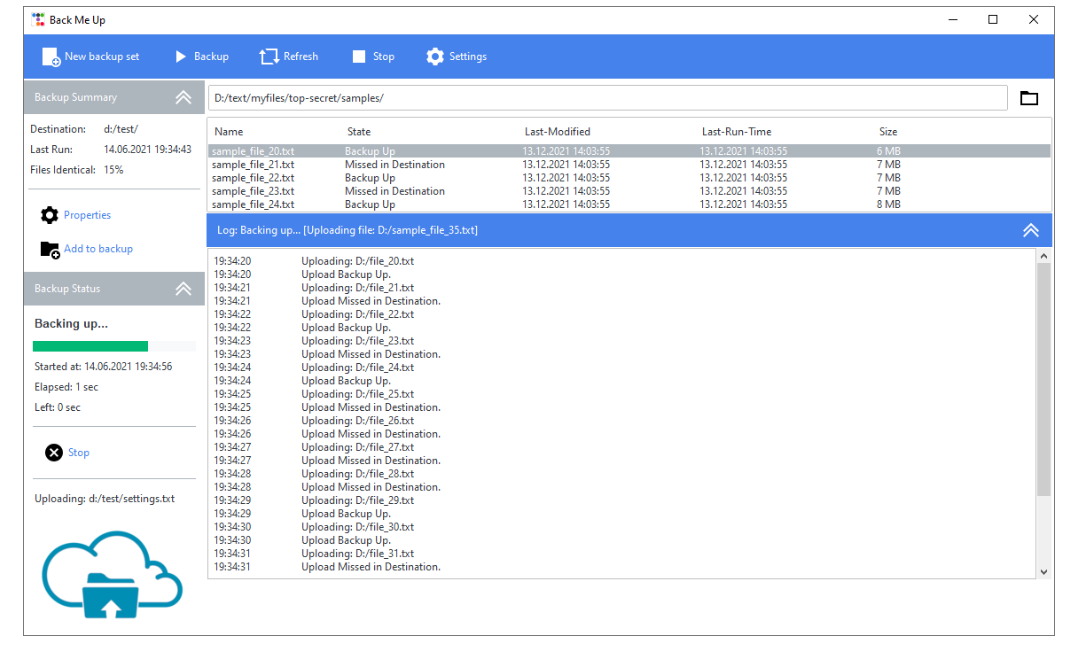 Back Me Up
New backup set Backup Refresh Stop Settings
Backup Summary
Destination: d:/test/
Last Run: 14.06.2021 19:34:43
Files Identical: 15%
Properties
Add to backup
Backup Status
Backing up...
Started at: 14.06.2021 19:34:56
Elapsed: 1 sec
Left: 0 sec
Stop
Uploading: d:/test/settings.txt
D:/text/myfiles/top-secret/samples/
Name State Last-Modified Last-Run-Time Size
sample_file_20.txt Backup Up 13.12.2021 14:03:55 13.12.2021 14:03:55 6 MB
sample_file_21.txt Missed in Destination 13.12.2021 14:03:55 13.12.2021 14:03:55 7 MB
sample_file_22.txt Backup Up 13.12.2021 14:03:55 13.12.2021 14:03:55 7 MB
sample_file_23.txt Missed in Destination 13.12.2021 14:03:55 13.12.2021 14:03:55 7 MB
sample_file_24.txt Backup Up 13.12.2021 14:03:55 13.12.2021 14:03:55 8 MB
Log: Backing up... [Uploading file: D:/sample_file_35.txt]
19:34:20 Uploading: D:/file_20.txt
19:34:20 Upload Backup Up.
19:34:21 Uploading: D:/file_21.txt
19:34:21 Upload Missed in Destination.
19:34:22 Uploading: D:/file_22.txt
19:34:22 Upload Backup Up.
19:34:23 Uploading: D:/file_23.txt
19:34:23 Upload Missed in Destination.
19:34:24 Uploading: D:/file_24.txt
19:34:24 Upload Backup Up.
19:34:25 Uploading: D:/file_25.txt
19:34:25 Upload Missed in Destination.
19:34:26 Uploading: D:/file_26.txt
19:34:26 Upload Missed in Destination.
19:34:27 Uploading: D:/file_27.txt
19:34:27 Upload Missed in Destination.
19:34:28 Uploading: D:/file_28.txt
19:34:28 Upload Missed in Destination.
19:34:29 Uploading: D:/file_29.txt
19:34:29 Upload Backup Up.
19:34:30 Uploading: D:/file_30.txt
19:34:30 Upload Backup Up.
19:34:31 Uploading: D:/file_31.txt
19:34:31 Upload Missed in Destination.